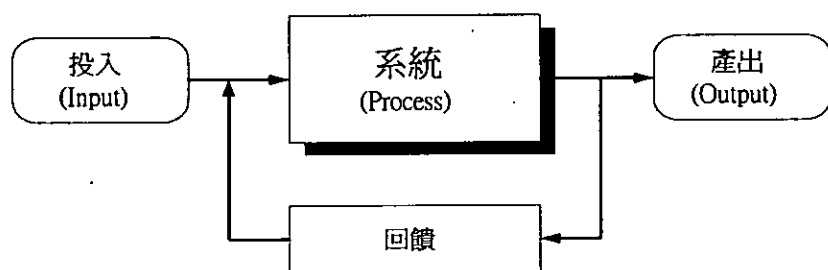 投入
(Input)
系統
(Process)
產出
(Output)
回饋